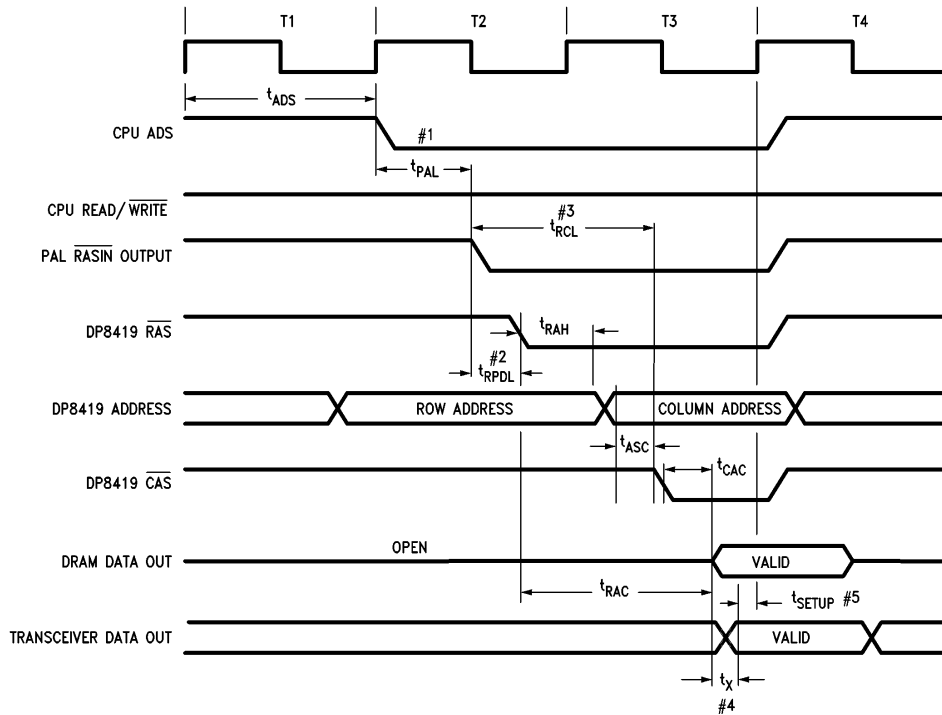 T1 T2 T3 T4
tADS
CPU ADS
#1
tPAL
CPU READ/WRITE
#3
tRCL
PAL RASIN OUTPUT
DP8419 RAS
tRAH
#2
tRPDL
DP8419 ADDRESS
ROW ADDRESS
COLUMN ADDRESS
tASC
tCAC
DP8419 CAS
DRAM DATA OUT
OPEN
VALID
tRAC
tSETUP #5
TRANSCEIVER DATA OUT
VALID
tX
#4